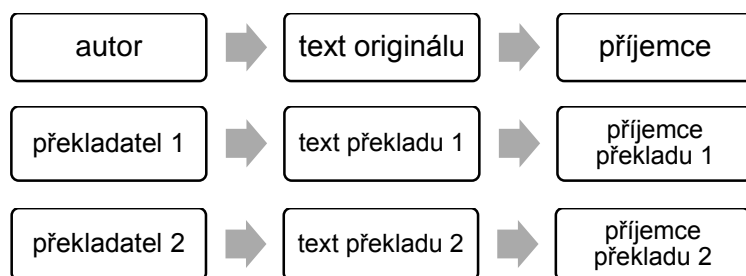 autor
text originálu
příjemce
překladatel 1
text překladu 1
příjemce
překladu 1
překladatel 2
text překladu 2
příjemce
překladu 2